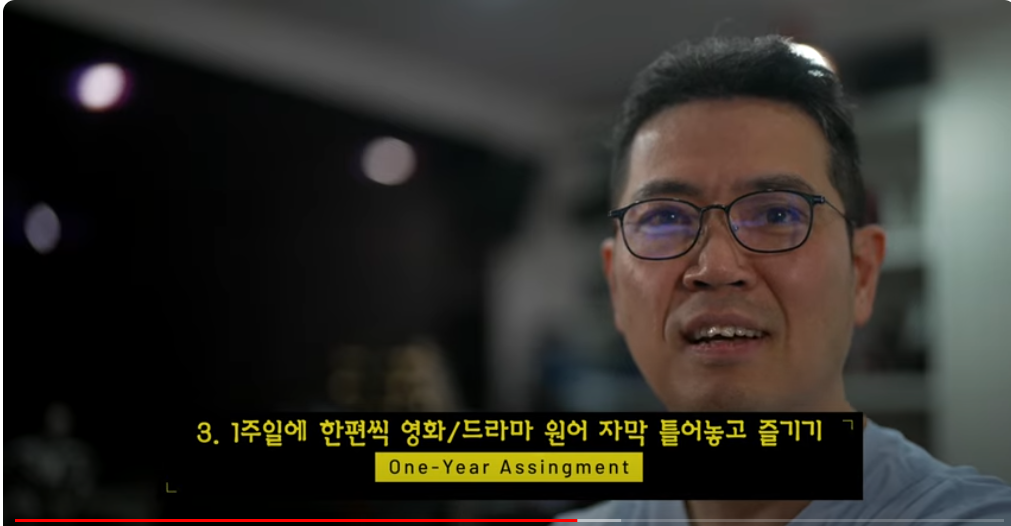 3. 1주일에 한편씩 영화/드라마 원어 자막 틀어놓고 즐기기
One-Year Assingment